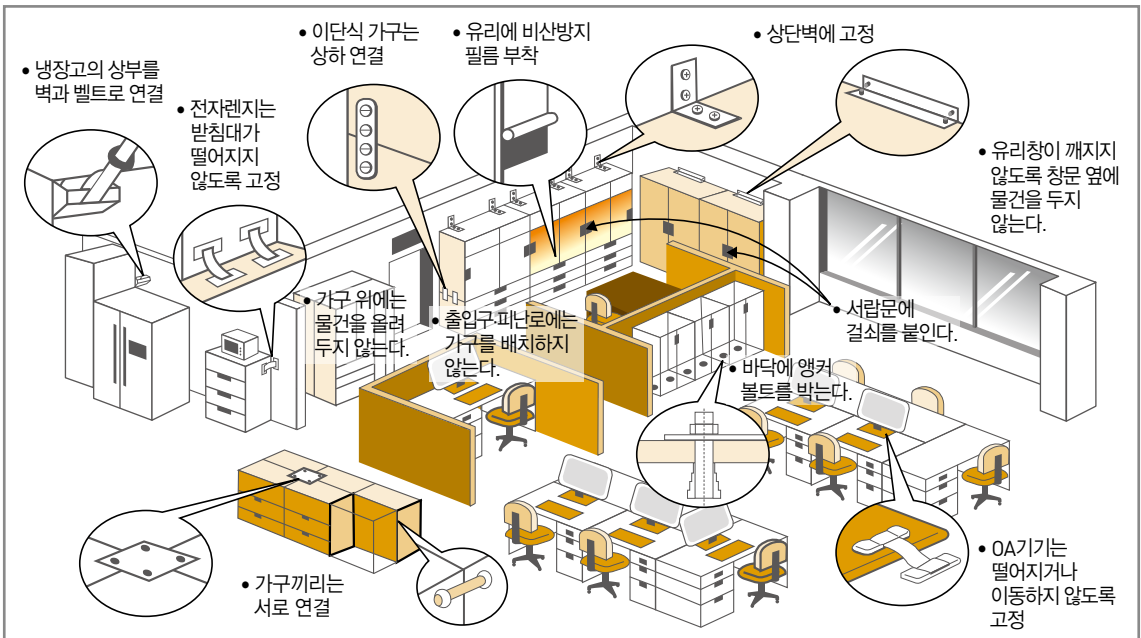 • 이단식 가구는
상하 연결
• 유리에 비산방지
필름 부착
• 상단벽에 고정
• 냉장고의 상부를
벽과 벨트로 연결
• 전자렌지는
받침대가
떨어지지
않도록 고정
• 유리창이 깨지지
않도록 창문 옆에
물건을 두지
않는다.
• 가구 위에는
물건을 올려
두지 않는다.
• 출입구·피난로에는
가구를 배치하지
않는다.
• 서랍문에
걸쇠를 붙인다.
• 바닥에 앵커
볼트를 박는다.
• 가구끼리는
서로 연결
• OA기기는
떨어지거나
이동하지 않도록
고정